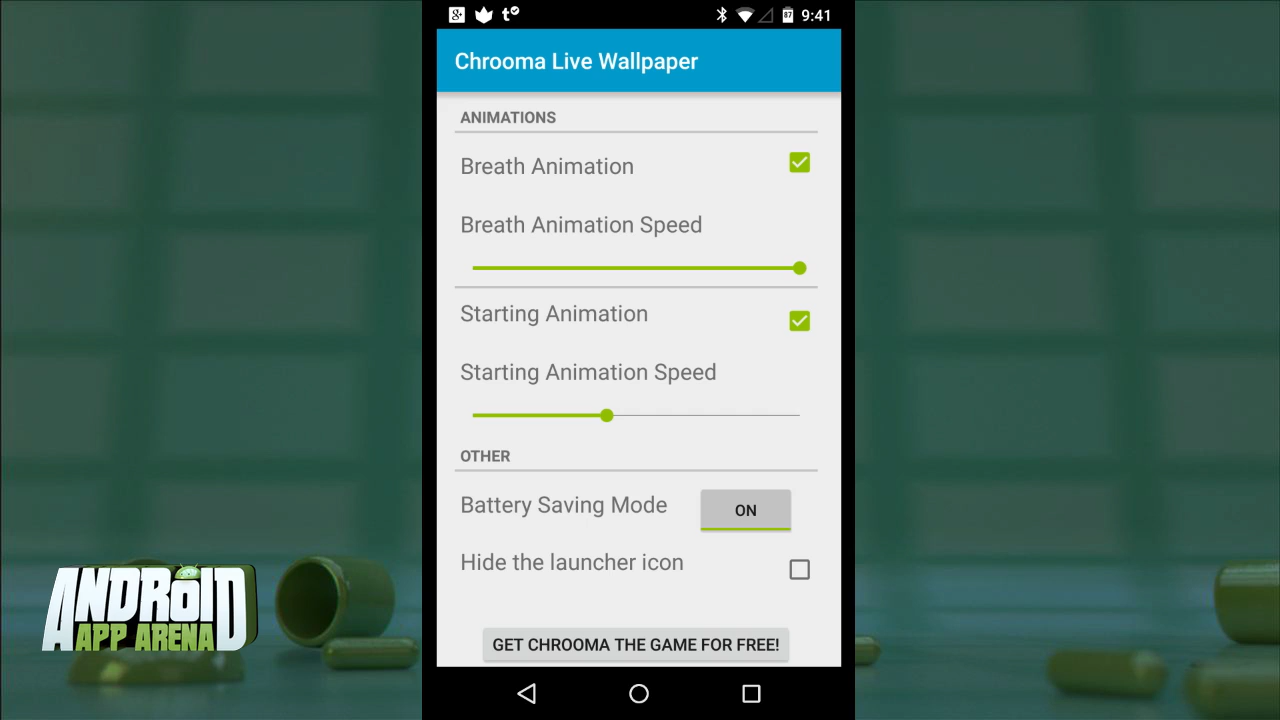 87 9:41
Chrooma Live Wallpaper
ANIMATIONS
Breath Animation
Breath Animation Speed
Starting Animation
Starting Animation Speed
OTHER
Battery Saving Mode ON
Hide the launcher icon
GET CHROOMA THE GAME FOR FREE!
ANDROID
APP ARENA